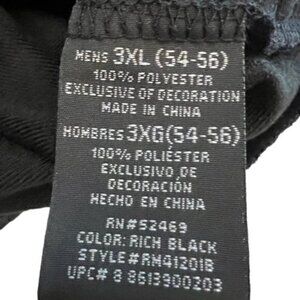 MENS 3XL (54-56)
100% POLYESTER
EXCLUSIVE OF DECORATION
MADE IN CHINA
HOMBRES 3XG(54-56)
100% POLIÉSTER
EXCLUSIVO DE
DECORACIÓN
HECHO EN CHINA
RN#52469
COLOR: RICH BLACK
STYLE#RM41201B
UPC# 8 8613900203